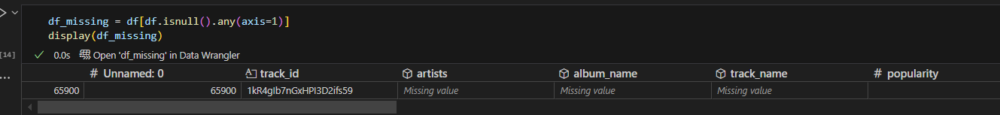 df_missing = df[df.isnull().any(axis=1)]
display(df_missing)
[14] 0.0s Open 'df_missing' in Data Wrangler
... # Unnamed: 0 track_id artists album_name track_name # popularity
65900 65900 1kR4gIb7nGxHPI3D2ifs59 Missing value Missing value Missing value